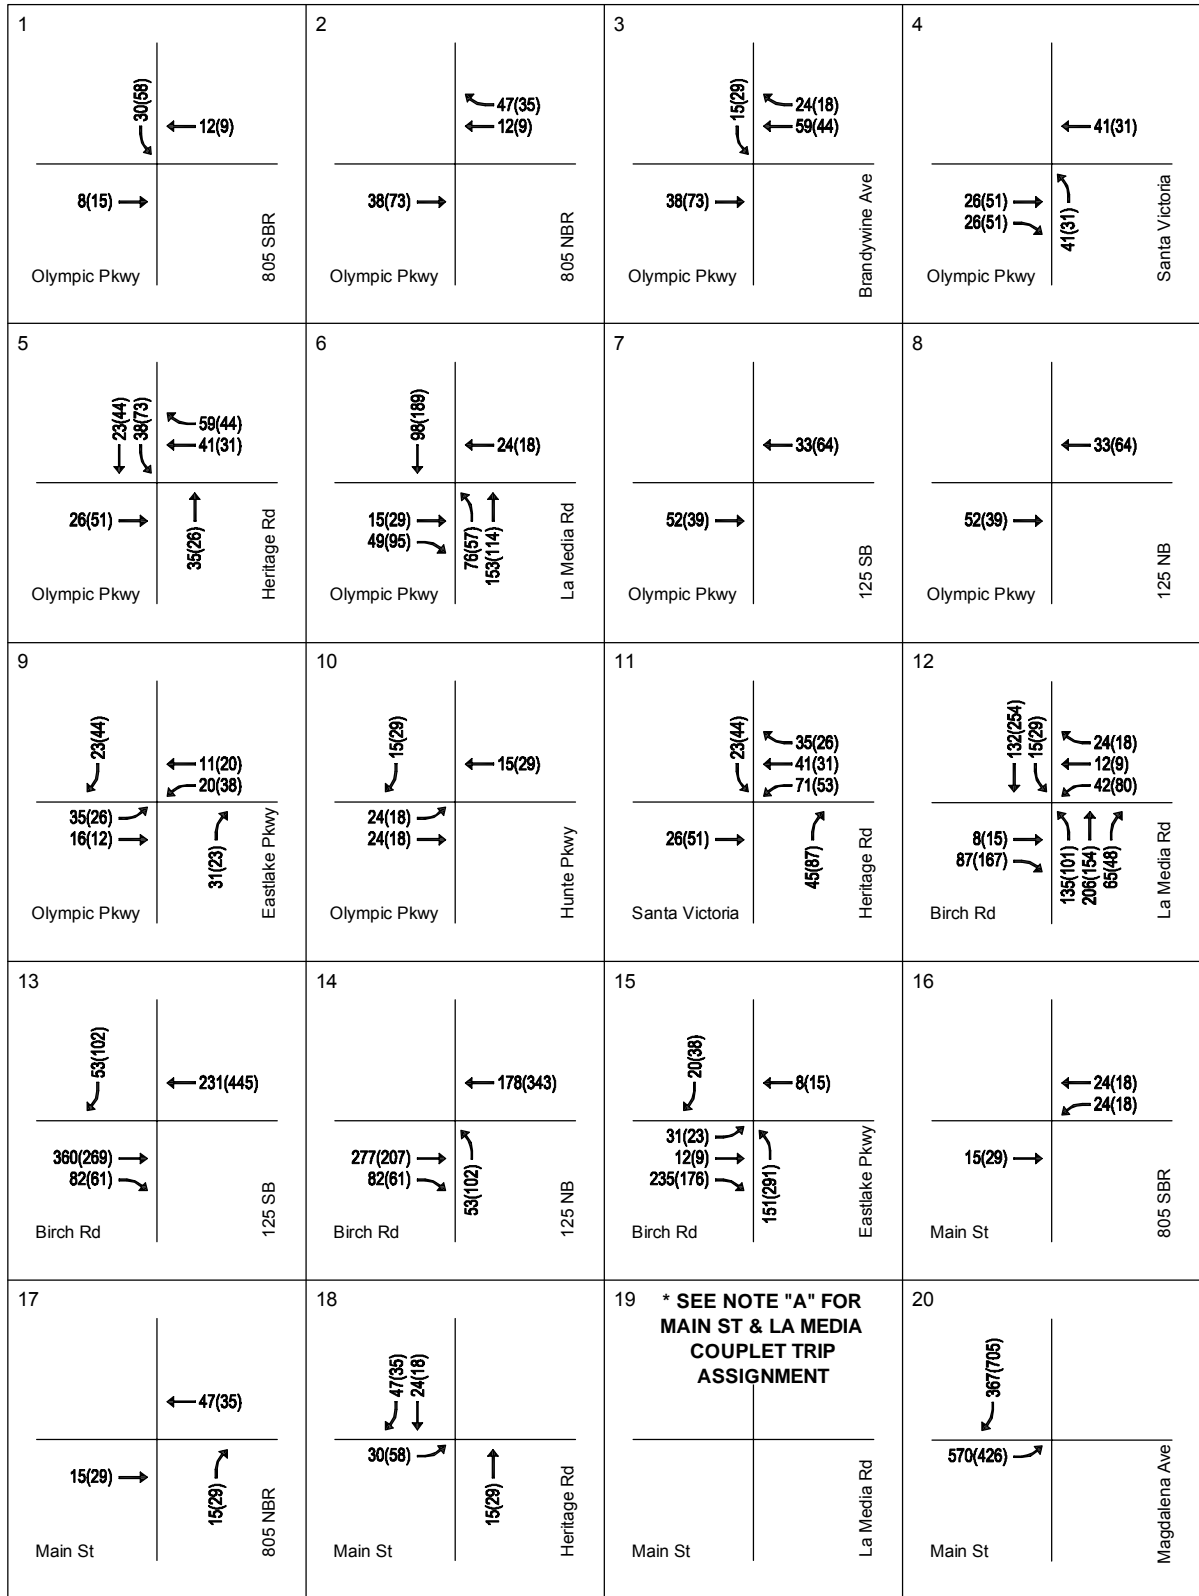 1
30(58)
12(9)
8(15)
805 SBR
Olympic Pkwy
2
47(35)
12(9)
38(73)
805 NBR
Olympic Pkwy
3
15(29)
24(18)
59(44)
38(73)
Brandywine Ave
Olympic Pkwy
4
41(31)
26(51)
26(51)
41(31)
Santa Victoria
Olympic Pkwy
5
23(44)
38(73)
59(44)
41(31)
26(51)
35(26)
Heritage Rd
Olympic Pkwy
6
98(189)
24(18)
15(29)
49(95)
76(57)
153(114)
La Media Rd
Olympic Pkwy
7
33(64)
52(39)
125 SB
Olympic Pkwy
8
33(64)
52(39)
125 NB
Olympic Pkwy
9
23(44)
11(20)
20(38)
35(26)
16(12)
31(23)
Eastlake Pkwy
Olympic Pkwy
10
15(29)
15(29)
24(18)
24(18)
Hunte Pkwy
Olympic Pkwy
11
23(44)
35(26)
41(31)
71(53)
26(51)
45(87)
Heritage Rd
Santa Victoria
12
132(254)
15(29)
24(18)
12(9)
42(80)
8(15)
87(167)
135(101)
206(154)
65(48)
La Media Rd
Birch Rd
13
53(102)
231(445)
360(269)
82(61)
125 SB
Birch Rd
14
178(343)
277(207)
82(61)
53(102)
125 NB
Birch Rd
15
20(38)
8(15)
31(23)
12(9)
235(176)
151(291)
Eastlake Pkwy
Birch Rd
16
24(18)
24(18)
15(29)
805 SBR
Main St
17
47(35)
15(29)
15(29)
805 NBR
Main St
18
47(35)
24(18)
30(58)
15(29)
Heritage Rd
Main St
19
* SEE NOTE "A" FOR
MAIN ST & LA MEDIA
COUPLET TRIP
ASSIGNMENT
La Media Rd
Main St
20
367(705)
570(426)
Magdalena Ave
Main St